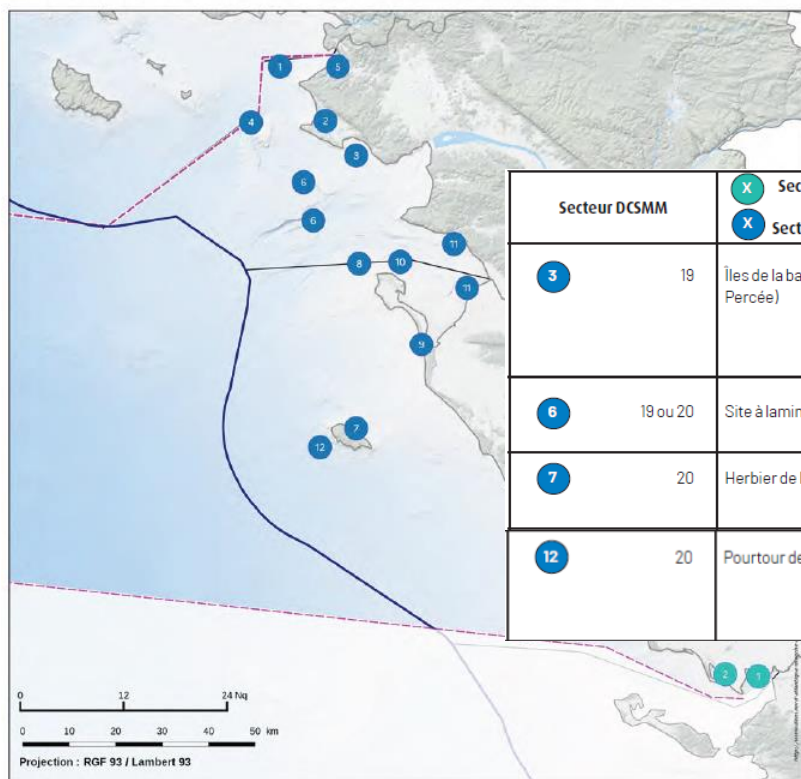 1
5
4
2
3
6
6
11
8
10
11
9
7
12
Secteur DCSMM
X Sec
X Sect
3 19 Îles de la ba
Percée)
6 19 ou 20 Site à lamin
7 20 Herbier de l
12 20 Pourtour de
2
1
0 12 24 Nq
0 10 20 30 40 50 km
Projection : RGF 93 / Lambert 93